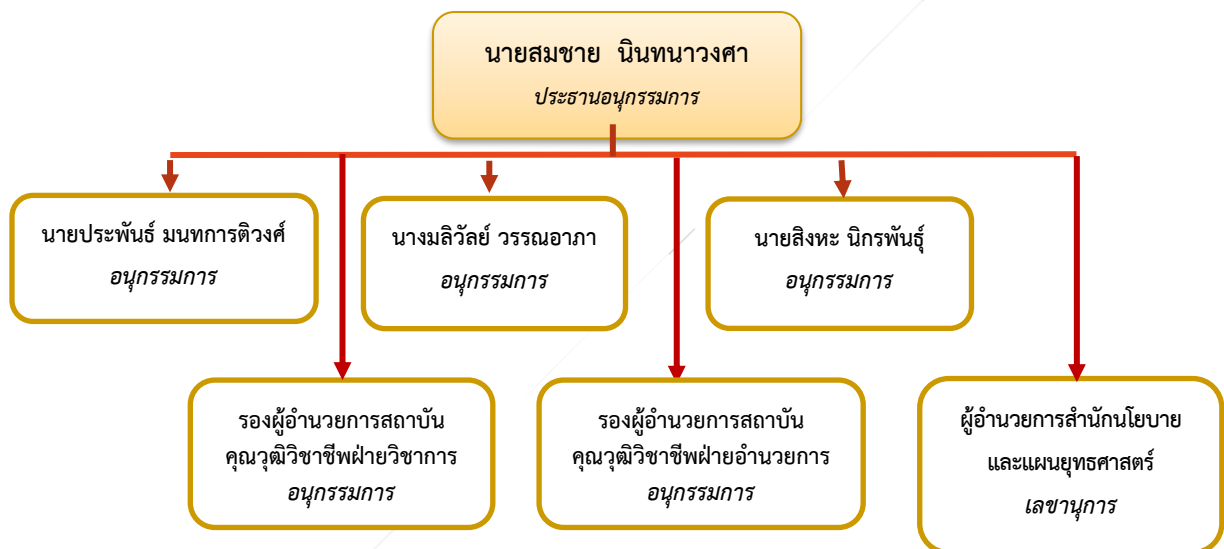 นายสมชาย นินทนาวงศา
ประธานอนุกรรมการ
นายประพันธ์ มนทการติวงศ์
อนุกรรมการ
นางมลิวัลย์ วรรณอาภา
อนุกรรมการ
นายสิงหะ นิกรพันธุ์
อนุกรรมการ
รองผู้อำนวยการสถาบัน
คุณวุฒิวิชาชีพฝ่ายวิชาการ
อนุกรรมการ
รองผู้อำนวยการสถาบัน
คุณวุฒิวิชาชีพฝ่ายอำนวยการ
อนุกรรมการ
ผู้อำนวยการสำนักนโยบาย
และแผนยุทธศาสตร์
เลขานุการ